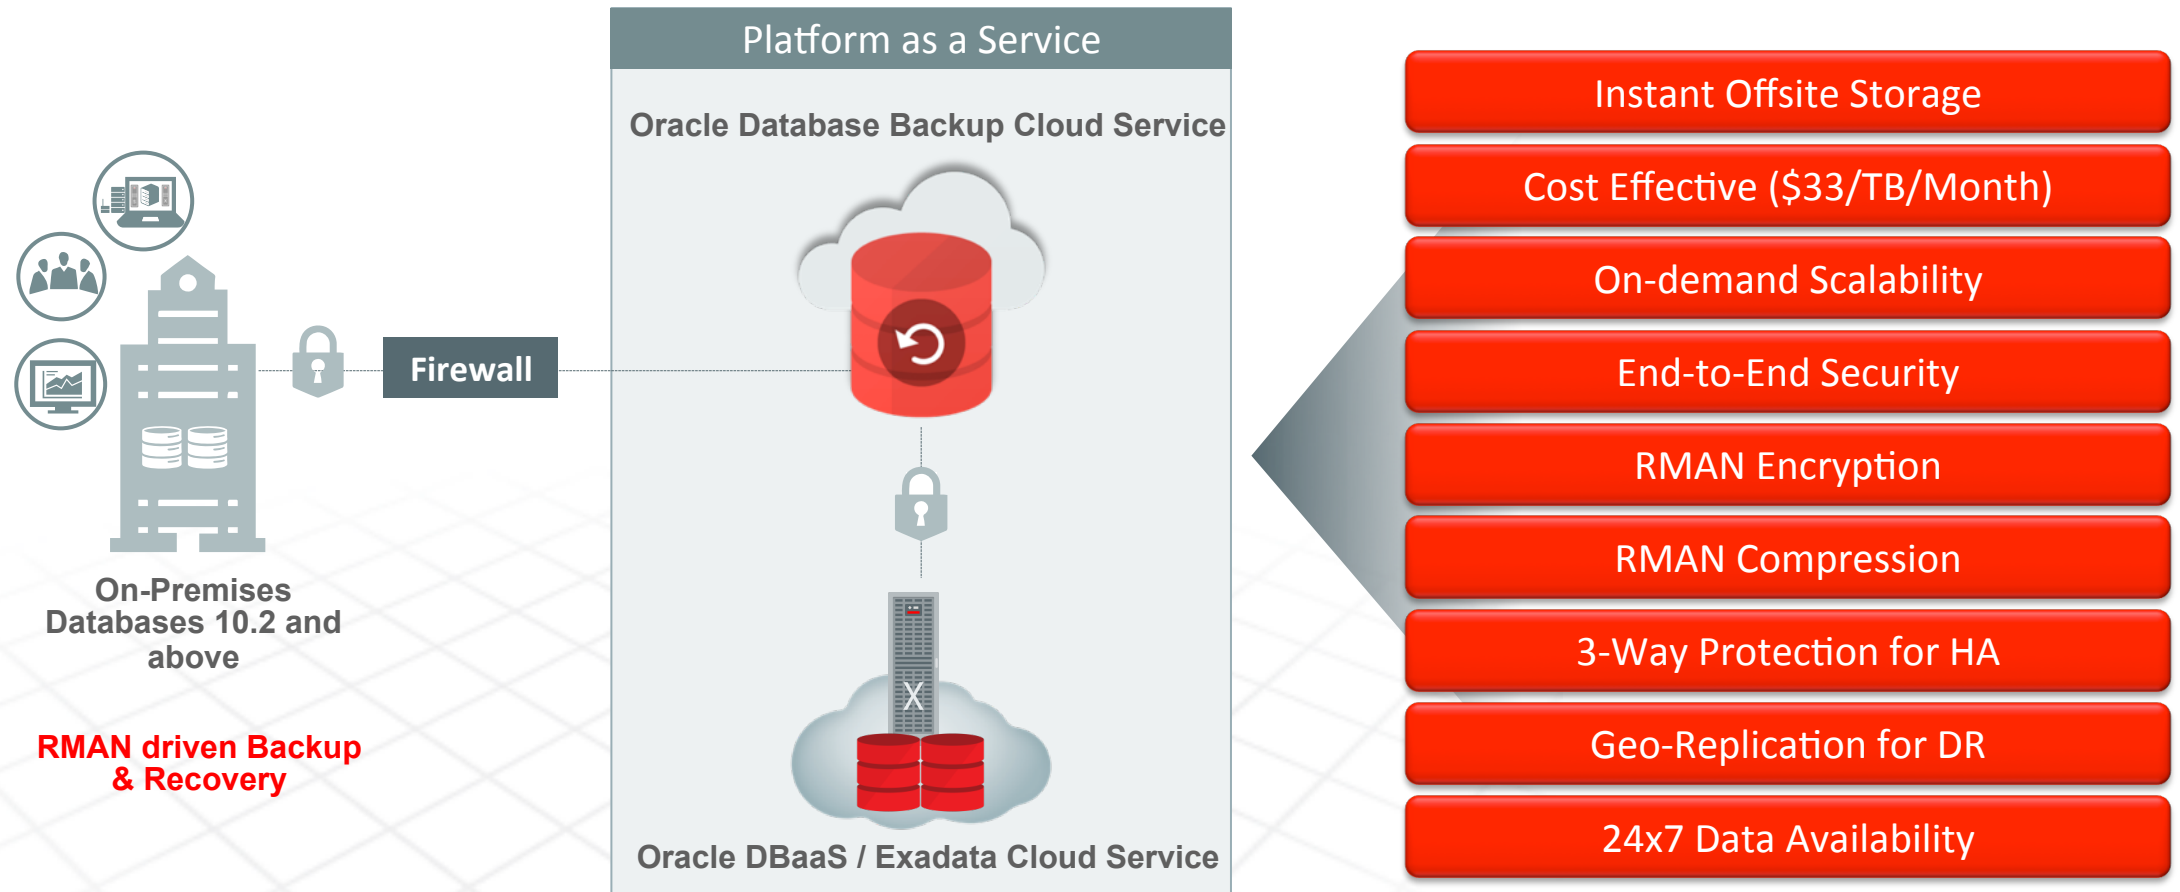 Platform as a Service
Oracle Database Backup Cloud Service
Firewall
On-Premises
Databases 10.2 and
above
RMAN driven Backup
& Recovery
X
Oracle DBaaS / Exadata Cloud Service
Instant Offsite Storage
Cost Effective ($33/TB/Month)
On-demand Scalability
End-to-End Security
RMAN Encryption
RMAN Compression
3-Way Protection for HA
Geo-Replication for DR
24x7 Data Availability